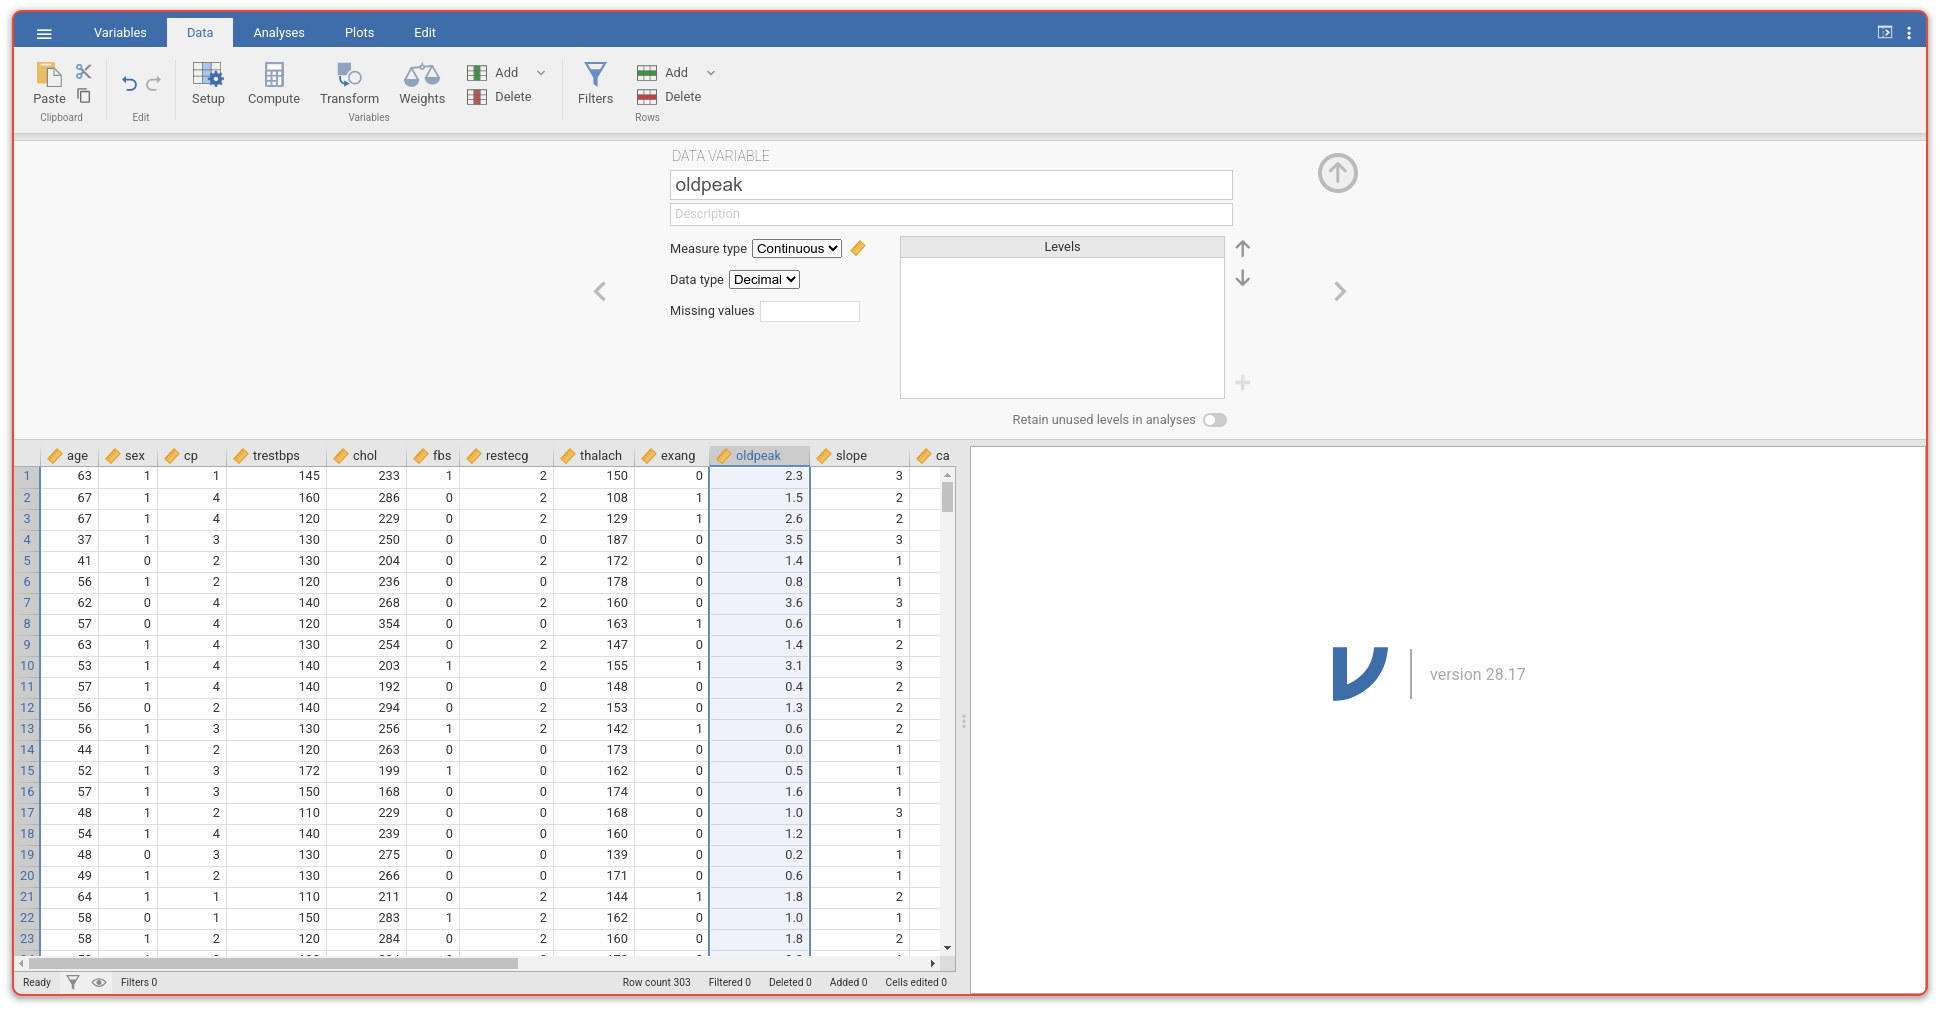 Variables Data Analyses Plots Edit
Paste Setup Compute Transform Weights Add Delete Filters Add Delete
Clipboard Edit Variables Rows
DATA VARIABLE
oldpeak
Description
Measure type Continuous Levels
Data type Decimal
Missing values
Retain unused levels in analyses
age sex cp trestbps chol fbs restecg thalach exang oldpeak slope ca
1 63 1 1 145 233 1 2 150 0 2.3 3
2 67 1 4 160 286 0 2 108 1 1.5 2
3 67 1 4 120 229 0 2 129 1 2.6 2
4 37 1 3 130 250 0 0 187 0 3.5 3
5 41 0 2 130 204 0 2 172 0 1.4 1
6 56 1 2 120 236 0 0 178 0 0.8 1
7 62 0 4 140 268 0 2 160 0 3.6 3
8 57 0 4 120 354 0 0 163 1 0.6 1
9 63 1 4 130 254 0 2 147 0 1.4 2
10 53 1 4 140 203 1 2 155 1 3.1 3
11 57 1 4 140 192 0 0 148 0 0.4 2
12 56 0 2 140 294 0 2 153 0 1.3 2
13 56 1 3 130 256 1 2 142 1 0.6 2
14 44 1 2 120 263 0 0 173 0 0.0 1
15 52 1 3 172 199 1 0 162 0 0.5 1
16 57 1 3 150 168 0 0 174 0 1.6 1
17 48 1 2 110 229 0 0 168 0 1.0 3
18 54 1 4 140 239 0 0 160 0 1.2 1
19 48 0 3 130 275 0 0 139 0 0.2 1
20 49 1 2 130 266 0 0 171 0 0.6 1
21 64 1 1 110 211 0 2 144 1 1.8 2
22 58 0 1 150 283 1 2 162 0 1.0 1
23 58 1 2 120 284 0 2 160 0 1.8 2
version 28.17
Ready Filters 0 Row count 303 Filtered 0 Deleted 0 Added 0 Cells edited 0